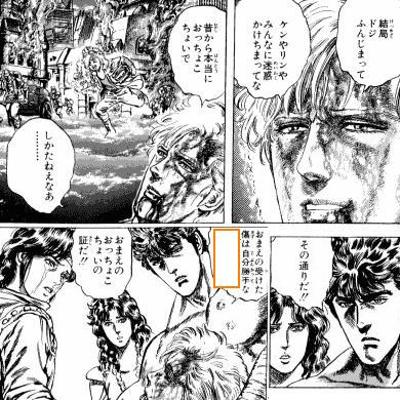 結局
ドジ
ふんじまって
ケンやリンや
みんなに迷惑
かけちまってな
昔から本当に
おっちょこ
ちょいで
しかたねえなあ
……
その通りだ!!
おまえの受けた
傷は自分勝手な
おまえの
おっちょこ
ちょいの
証だ!!